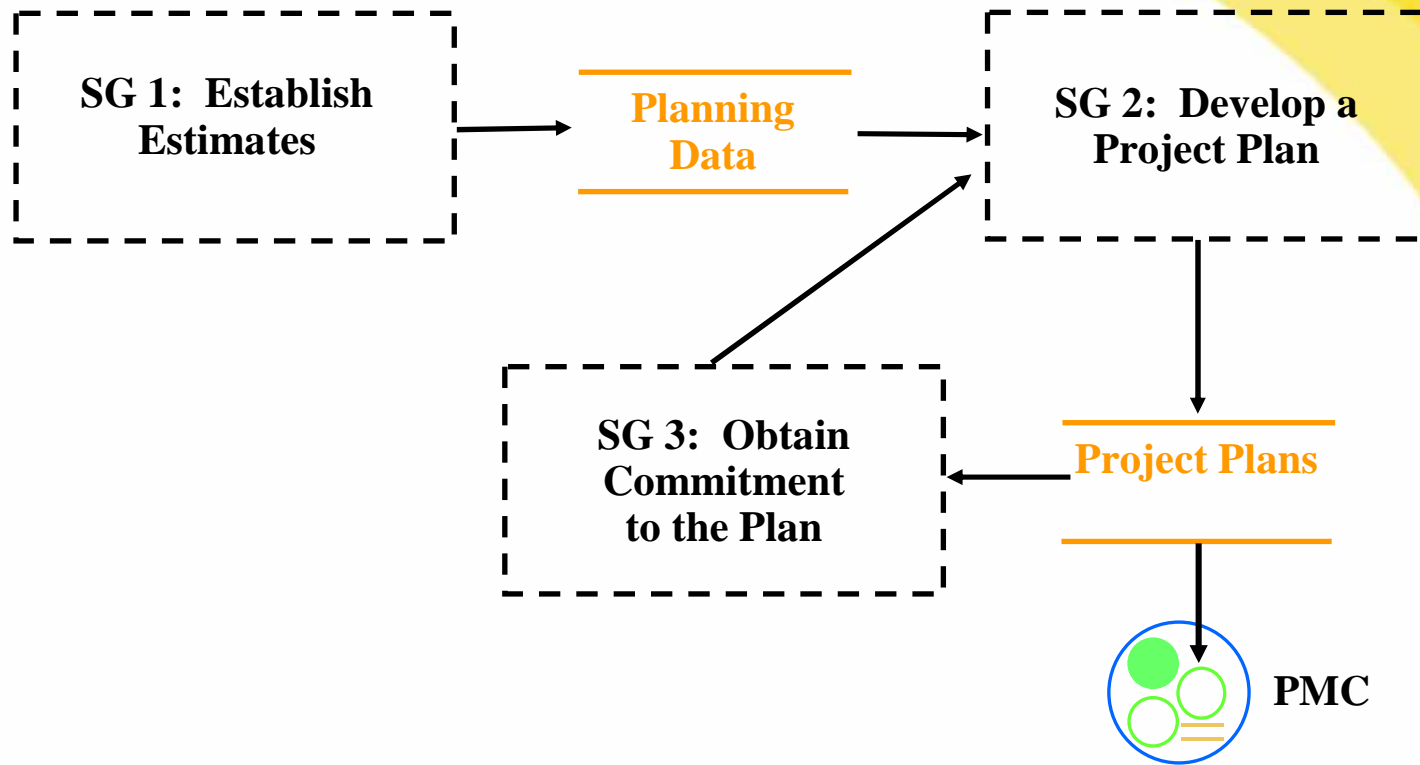 SG 1:  Establish
Estimates
Planning
Data
SG 2:  Develop a
Project Plan
SG 3:  Obtain
Commitment
to the Plan
Project Plans
PMC